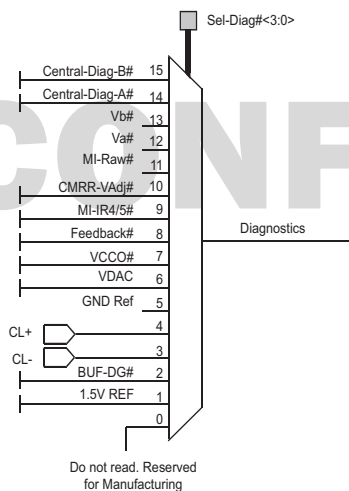 Sel-Diag#<3:0>
Central-Diag-B# 15
Central-Diag-A# 14
Vb# 13
Va# 12
MI-Raw# 11
CMRR-VAdj# 10
MI-IR4/5# 9
Feedback# 8
VCCO# 7
VDAC 6
GND Ref 5
CL+ 4
CL- 3
BUF-DG# 2
1.5V REF 1
0
Diagnostics
Do not read. Reserved
for Manufacturing
CONF